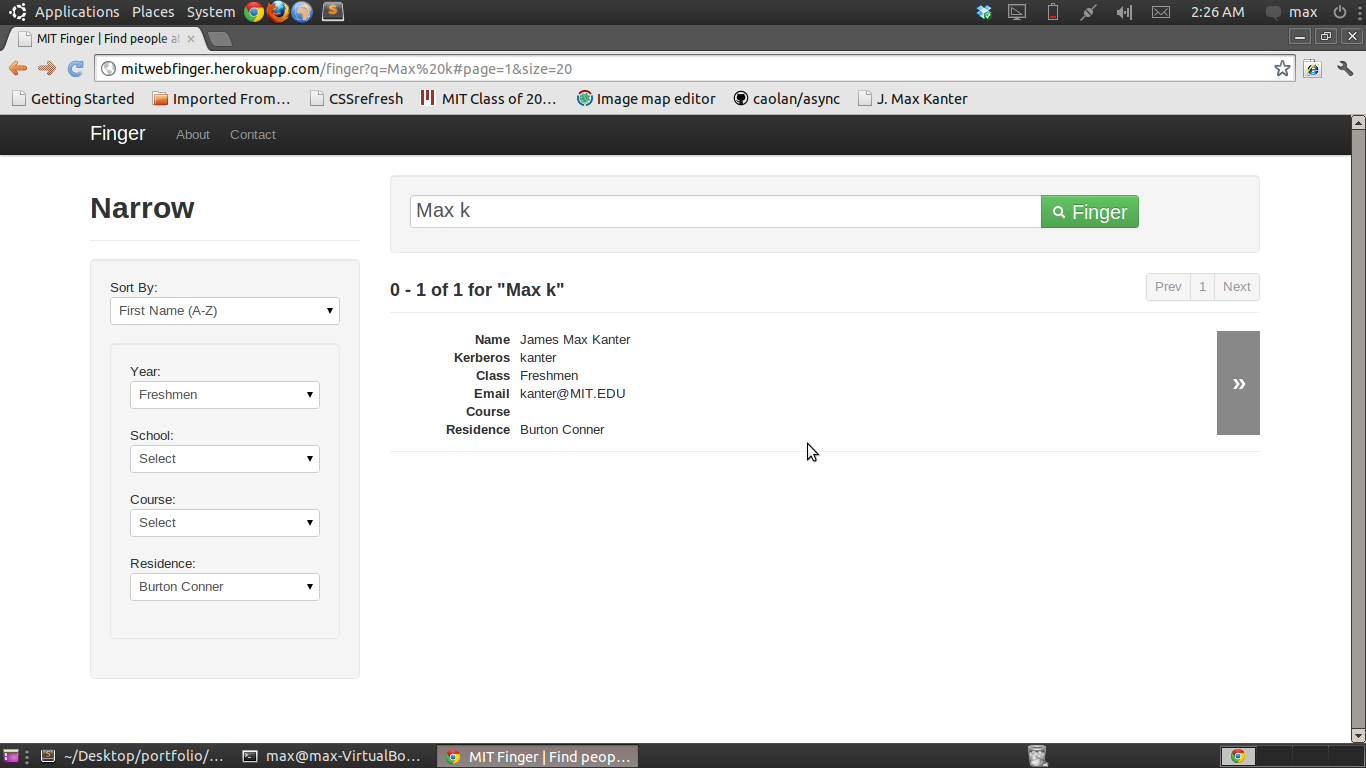 Applications Places System 2:26 AM max
MIT Finger | Find people a
mitwebfinger.herokuapp.com/finger?q=Max%20k#page=1&size=20
Getting Started Imported From… CSSrefresh MIT Class of 20… Image map editor caolan/async J. Max Kanter
Finger About Contact
Narrow
Sort By:
First Name (A-Z)
Year:
Freshmen
School:
Select
Course:
Select
Residence:
Burton Conner
Max k Finger
0 - 1 of 1 for "Max k" Prev 1 Next
Name James Max Kanter
Kerberos kanter
Class Freshmen
Email kanter@MIT.EDU
Course
Residence Burton Conner
»
~/Desktop/portfolio/… max@max-VirtualBo… MIT Finger | Find peop…